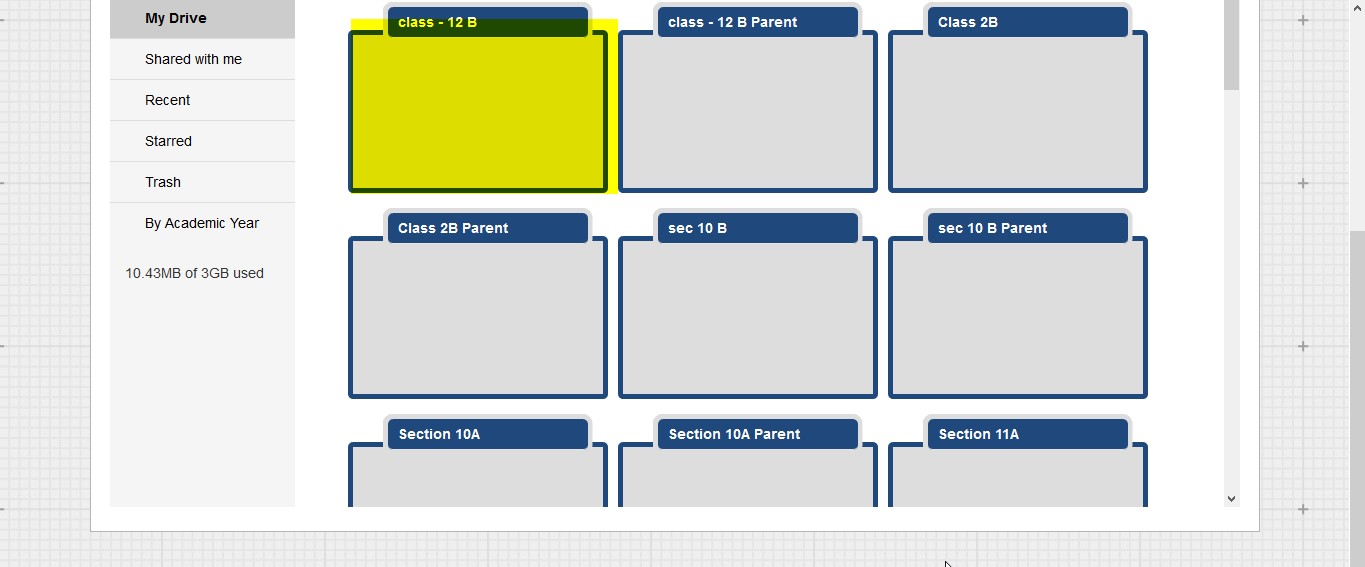 My Drive
Shared with me
Recent
Starred
Trash
By Academic Year
10.43MB of 3GB used
class - 12 B
class - 12 B Parent
Class 2B
Class 2B Parent
sec 10 B
sec 10 B Parent
Section 10A
Section 10A Parent
Section 11A